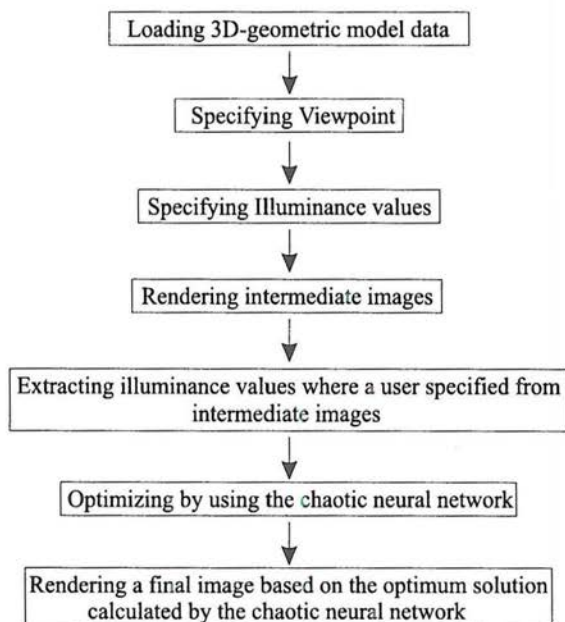 Loading 3D-geometric model data
Specifying Viewpoint
Specifying Illuminance values
Rendering intermediate images
Extracting illuminance values where a user specified from
intermediate images
Optimizing by using the chaotic neural network
Rendering a final image based on the optimum solution
calculated by the chaotic neural network